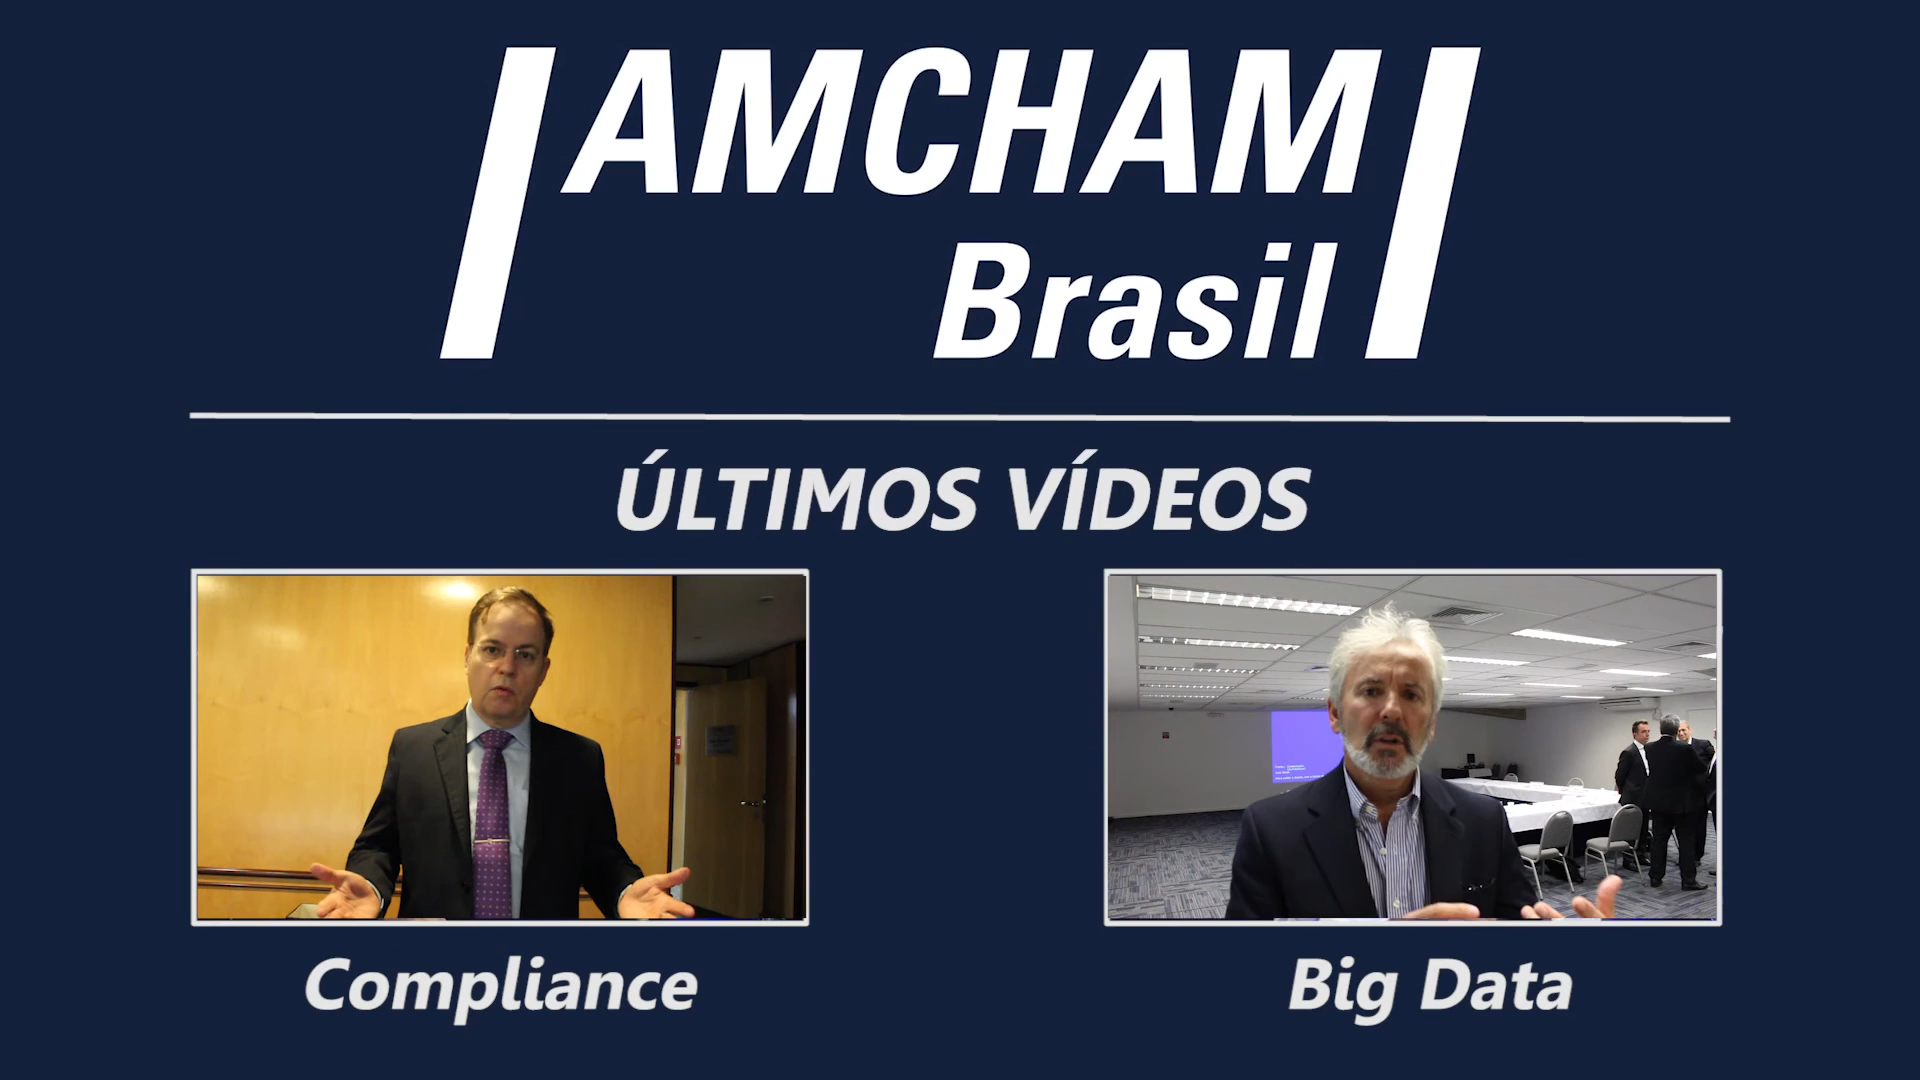 AMCHAM
Brasil
ÚLTIMOS VÍDEOS
Compliance
Big Data